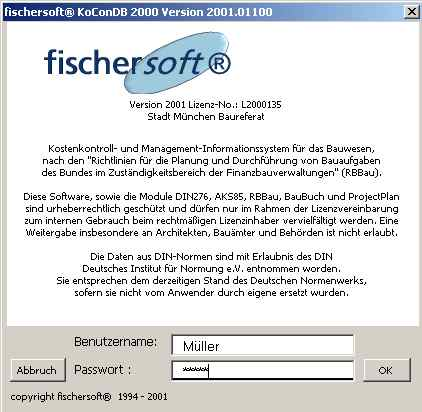 fischersoft® KoConDB 2000 Version 2001.01100
fischersoft®
Version 2001 Lizenz-No.: L2000135
Stadt München Baureferat
Kostenkontroll- und Management-Informationssystem für das Bauwesen,
nach den "Richtlinien für die Planung und Durchführung von Bauaufgaben
des Bundes im Zuständigkeitsbereich der Finanzbauverwaltungen" (RBBau).
Diese Software, sowie die Module DIN276, AKS85, RBBau, BauBuch und ProjectPlan
sind urheberrechtlich geschützt und dürfen nur im Rahmen der Lizenzvereinbarung
zum internen Gebrauch beim rechtmäßigen Lizenzinhaber vervielfältigt werden. Eine
Weitergabe insbesondere an Architekten, Bauämter und Behörden ist nicht erlaubt.
Die Daten aus DIN-Normen sind mit Erlaubnis des DIN
Deutsches Institut für Normung e.V. entnommen worden.
Sie entsprechen dem derzeitigen Stand des Deutschen Normenwerks,
sofern sie nicht vom Anwender durch eigene ersetzt wurden.
Benutzername: Müller
Abbruch Passwort : ****** OK
copyright fischersoft® 1994 - 2001